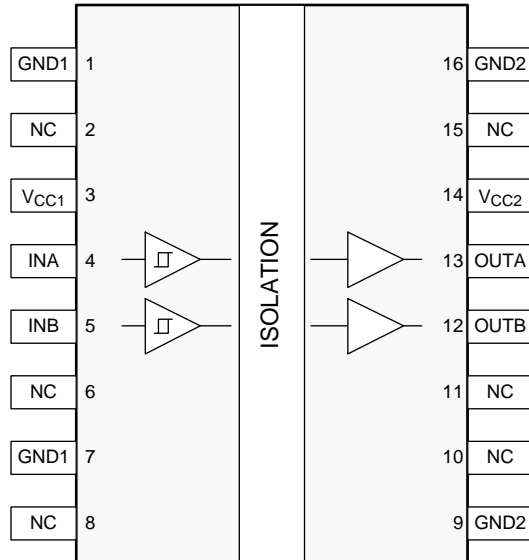 GND1 1 16 GND2
NC 2 15 NC
VCC1 3 14 VCC2
INA 4 13 OUTA
INB 5 12 OUTB
NC 6 11 NC
GND1 7 10 NC
NC 8 9 GND2
ISOLATION